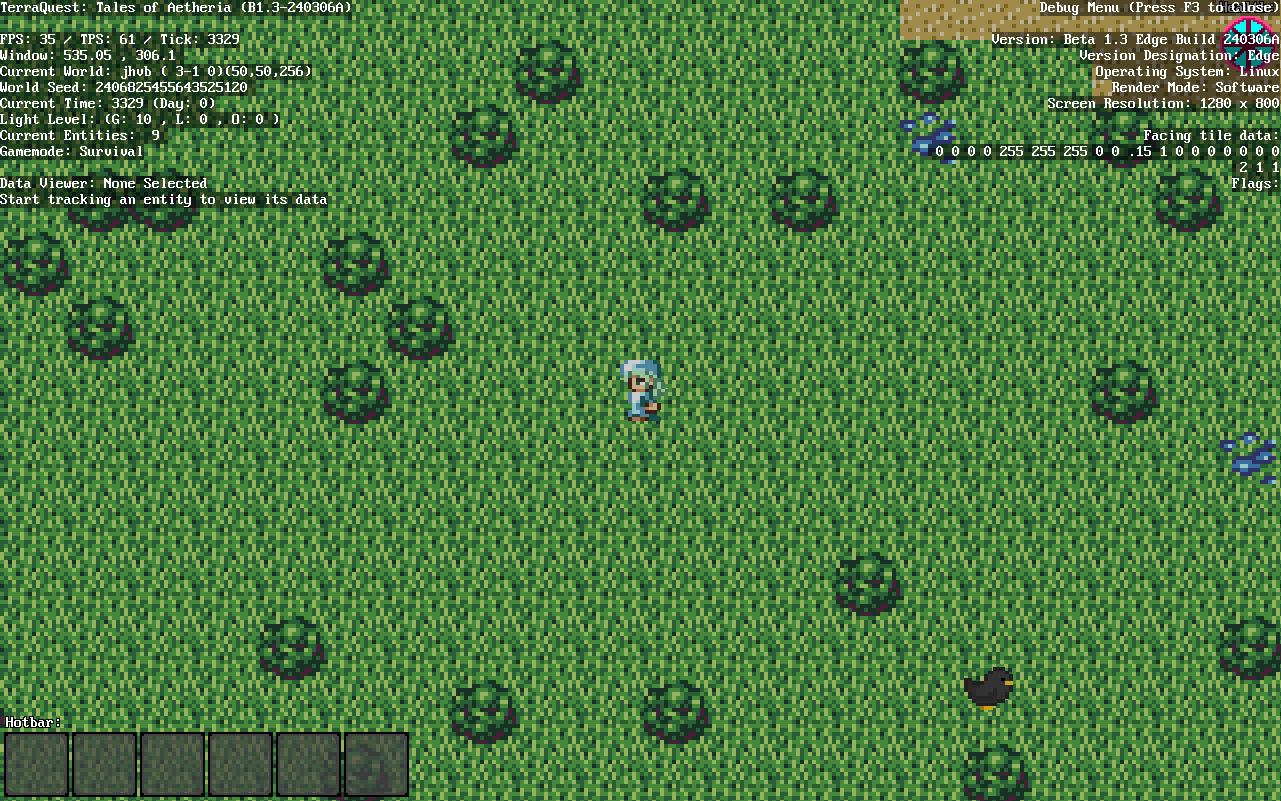 TerraQuest: Tales of Aetheria (B1.3-240306A)
Debug Menu (Press F3 to Close)
FPS: 35 / TPS: 61 / Tick: 3329
Window: 535.05 , 306.1
Current World: jhvb ( 3-1 0)(50,50,256)
World Seed: 2406825455643525120
Current Time: 3329 (Day: 0)
Light Level: (G: 10 , L: 0 , O: 0 )
Current Entities:  9
Gamemode: Survival
Data Viewer: None Selected
Start tracking an entity to view its data
Version: Beta 1.3 Edge Build 240306A
Version Designation: Edge
Operating System: Linux
Render Mode: Software
Screen Resolution: 1280 x 800
Facing tile data:
0 0 0 0 255 255 255 0 0 .15 1 0 0 0 0 0 0 0
2 1 1
Flags:
Hotbar: